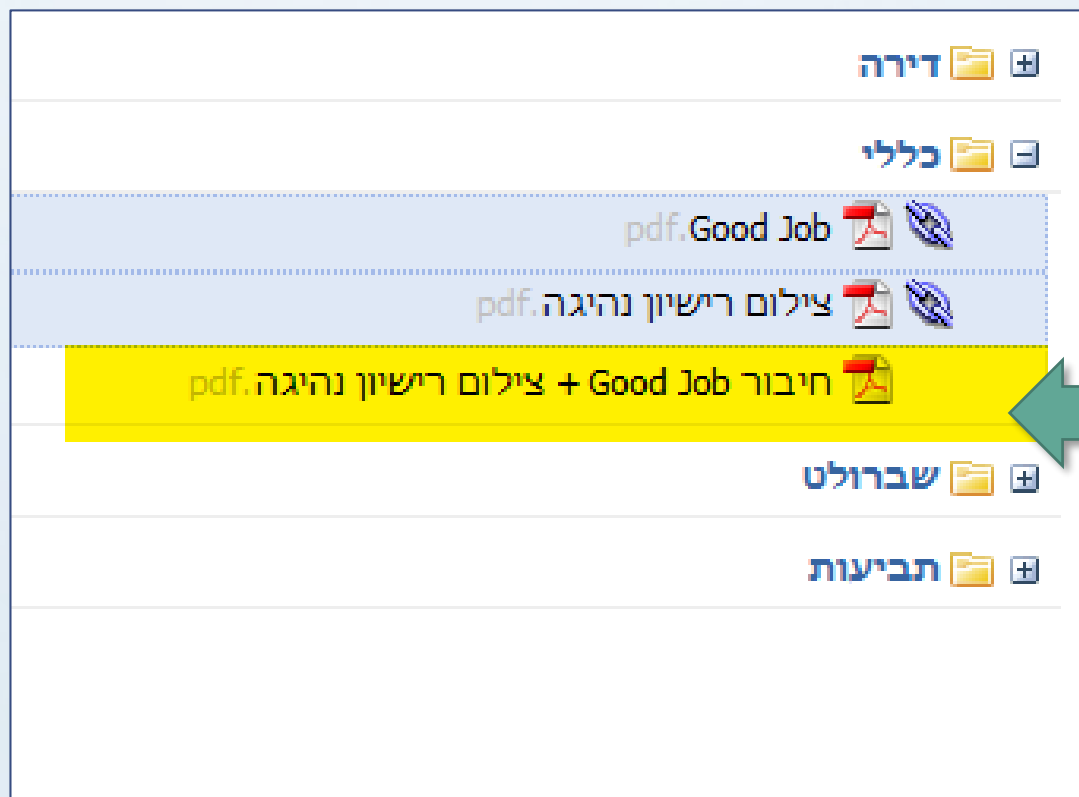 דירה
כללי
Good Job.pdf
צילום רישיון נהיגה.pdf
חיבור Good Job + צילום רישיון נהיגה.pdf
שברולט
תביעות